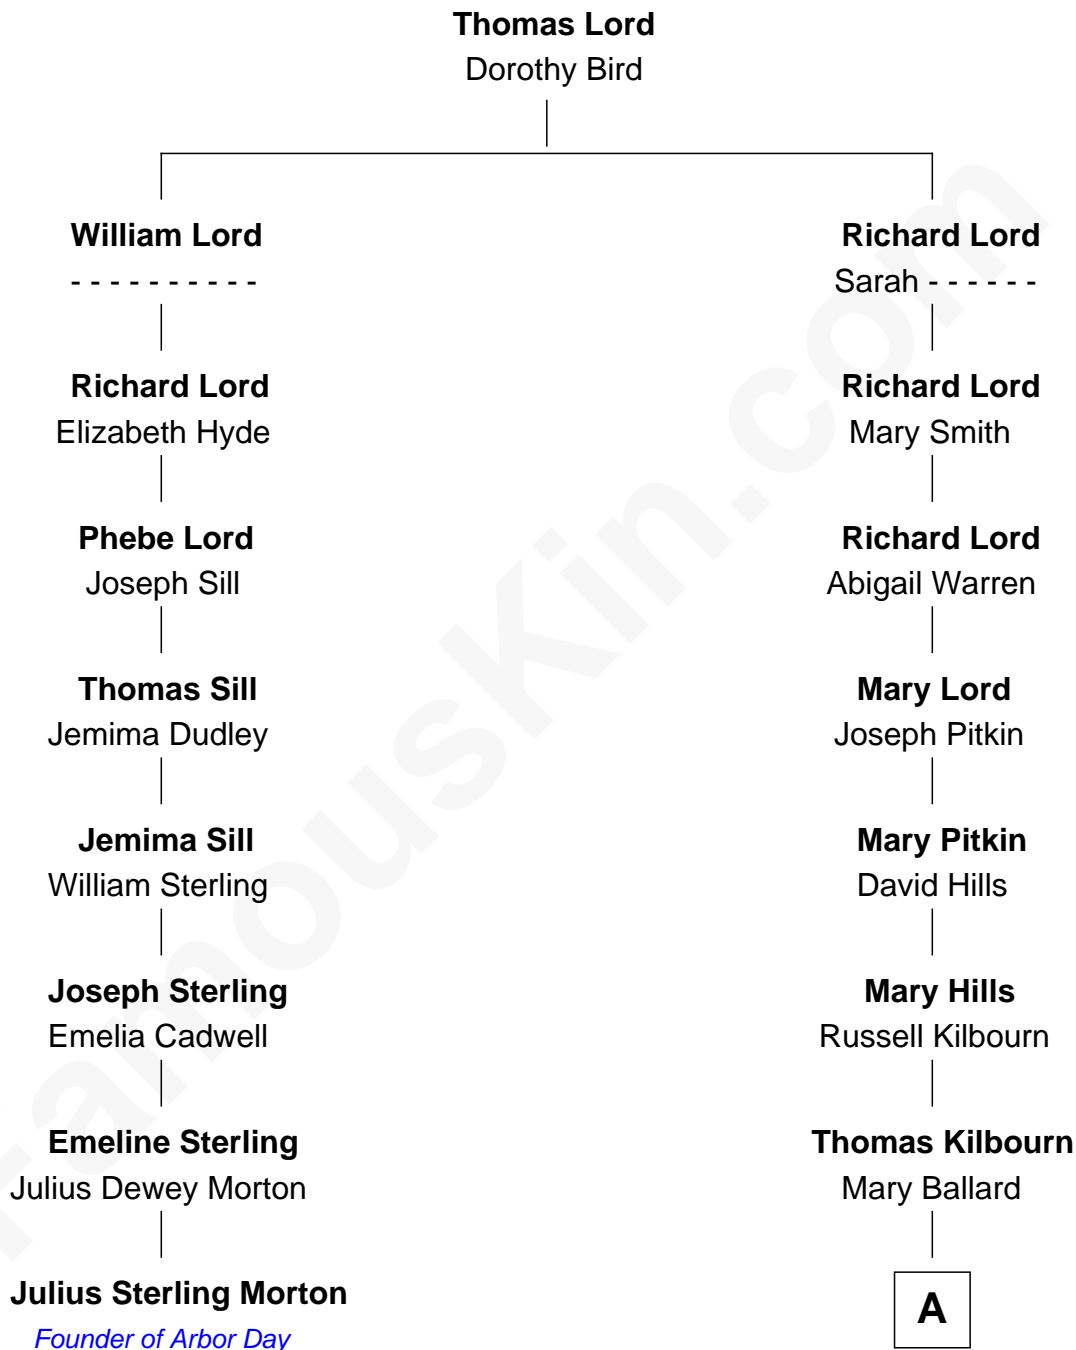 Thomas Lord
Dorothy Bird
William Lord
- - - - - - - - - -
Richard Lord
Sarah - - - - - -
Richard Lord
Elizabeth Hyde
Richard Lord
Mary Smith
Phebe Lord
Joseph Sill
Richard Lord
Abigail Warren
Thomas Sill
Jemima Dudley
Mary Lord
Joseph Pitkin
Jemima Sill
William Sterling
Mary Pitkin
David Hills
Joseph Sterling
Emelia Cadwell
Mary Hills
Russell Kilbourn
Emeline Sterling
Julius Dewey Morton
Thomas Kilbourn
Mary Ballard
Julius Sterling Morton
Founder of Arbor Day
A
FamousKin.com